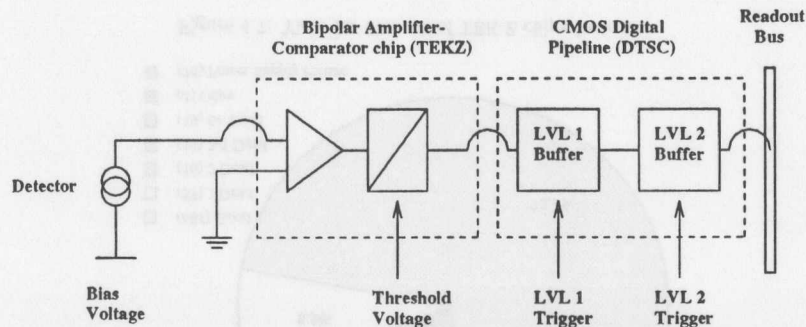 Bipolar Amplifier-
Comparator chip (TEKZ)
CMOS Digital
Pipeline (DTSC)
Readout
Bus
Detector
LVL 1
Buffer
LVL 2
Buffer
Bias
Voltage
Threshold
Voltage
LVL 1
Trigger
LVL 2
Trigger